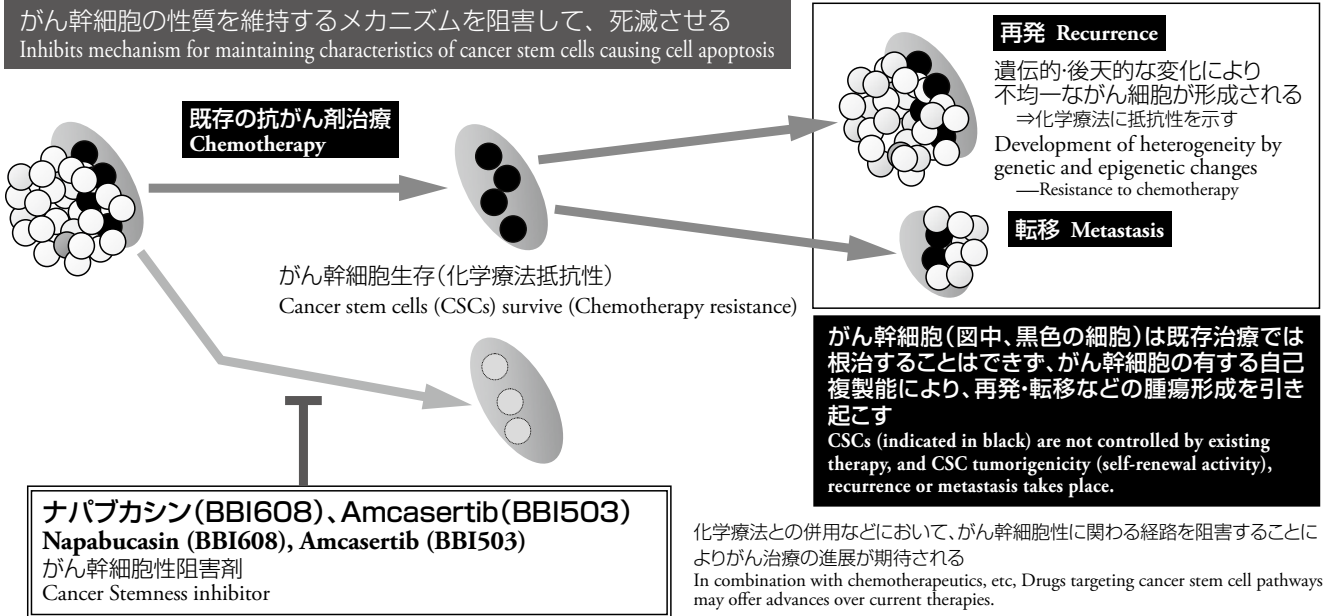 がん幹細胞の性質を維持するメカニズムを阻害して、死滅させる
Inhibits mechanism for maintaining characteristics of cancer stem cells causing cell apoptosis
既存の抗がん剤治療
Chemotherapy
がん幹細胞生存(化学療法抵抗性)
Cancer stem cells (CSCs) survive (Chemotherapy resistance)
再発 Recurrence
遺伝的・後天的な変化により
不均一ながん細胞が形成される
⇒化学療法に抵抗性を示す
Development of heterogeneity by
genetic and epigenetic changes
—Resistance to chemotherapy
転移 Metastasis
がん幹細胞(図中、黒色の細胞)は既存治療では
根治することはできず、がん幹細胞の有する自己
複製能により、再発・転移などの腫瘍形成を引き
起こす
CSCs (indicated in black) are not controlled by existing
therapy, and CSC tumorigenicity (self-renewal activity),
recurrence or metastasis takes place.
ナパブカシン(BBI608)、Amcasertib(BBI503)
Napabucasin (BBI608), Amcasertib (BBI503)
がん幹細胞性阻害剤
Cancer Stemness inhibitor
化学療法との併用などにおいて、がん幹細胞性に関わる経路を阻害することに
よりがん治療の進展が期待される
In combination with chemotherapeutics, etc, Drugs targeting cancer stem cell pathways
may offer advances over current therapies.